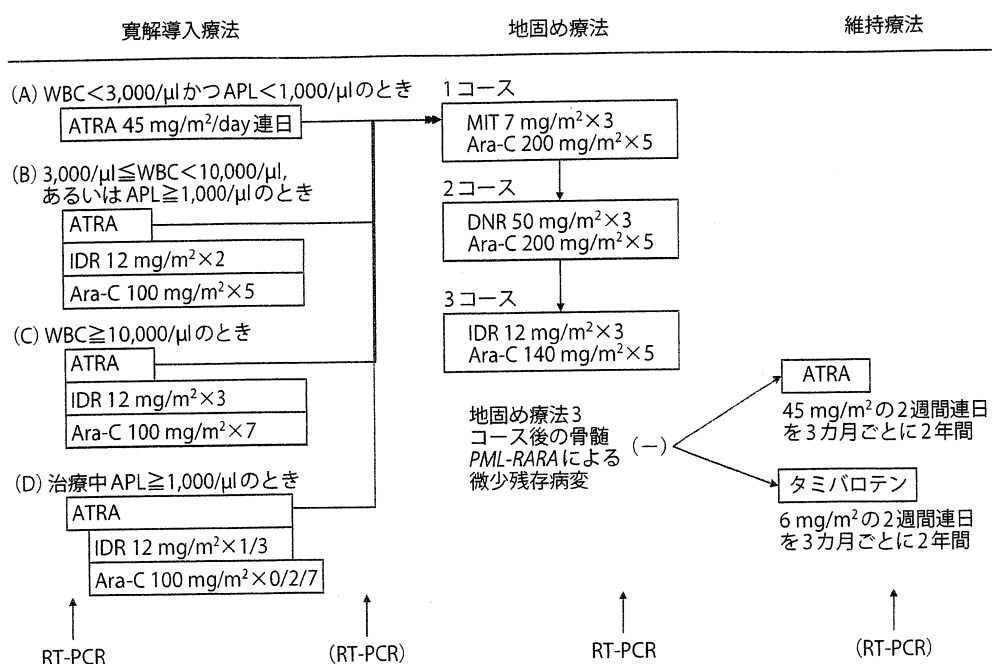 寛解導入療法
地固め療法
維持療法
(A) WBC<3,000/μlかつAPL<1,000/μlのとき
ATRA 45 mg/m²/day連日
(B) 3,000/μl≦WBC<10,000/μl,
あるいはAPL≧1,000/μlのとき
ATRA
IDR 12 mg/m²×2
Ara-C 100 mg/m²×5
(C) WBC≧10,000/μlのとき
ATRA
IDR 12 mg/m²×3
Ara-C 100 mg/m²×7
(D) 治療中APL≧1,000/μlのとき
ATRA
IDR 12 mg/m²×1/3
Ara-C 100 mg/m²×0/2/7
1コース
MIT 7 mg/m²×3
Ara-C 200 mg/m²×5
2コース
DNR 50 mg/m²×3
Ara-C 200 mg/m²×5
3コース
IDR 12 mg/m²×3
Ara-C 140 mg/m²×5
地固め療法3
コース後の骨髄
PML-RARAによる
微少残存病変
(−)
ATRA
45 mg/m²の2週間連日
を3カ月ごとに2年間
タミバロテン
6 mg/m²の2週間連日
を3カ月ごとに2年間
RT-PCR
(RT-PCR)
RT-PCR
(RT-PCR)